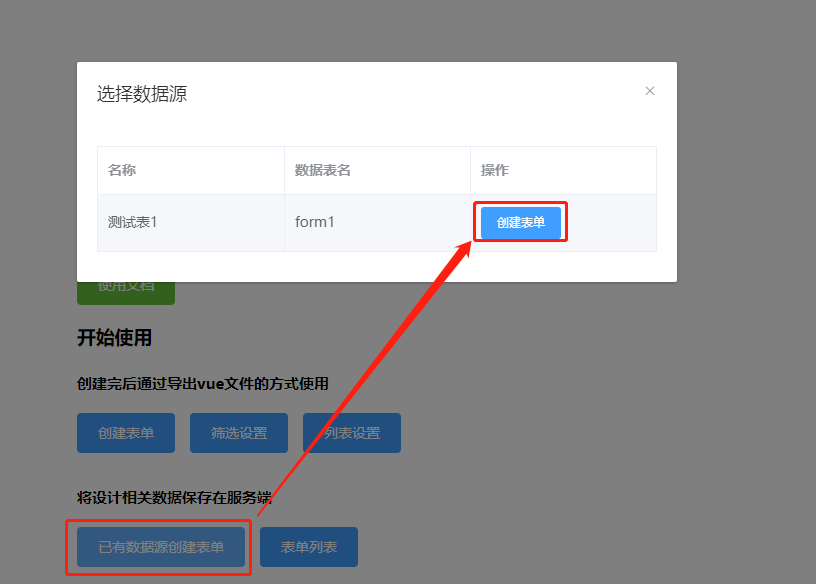 选择数据源
×
名称 数据表名 操作
测试表1 form1 创建表单
使用文档
开始使用
创建完后通过导出vue文件的方式使用
创建表单 筛选设置 列表设置
将设计相关数据保存在服务端
已有数据源创建表单 表单列表